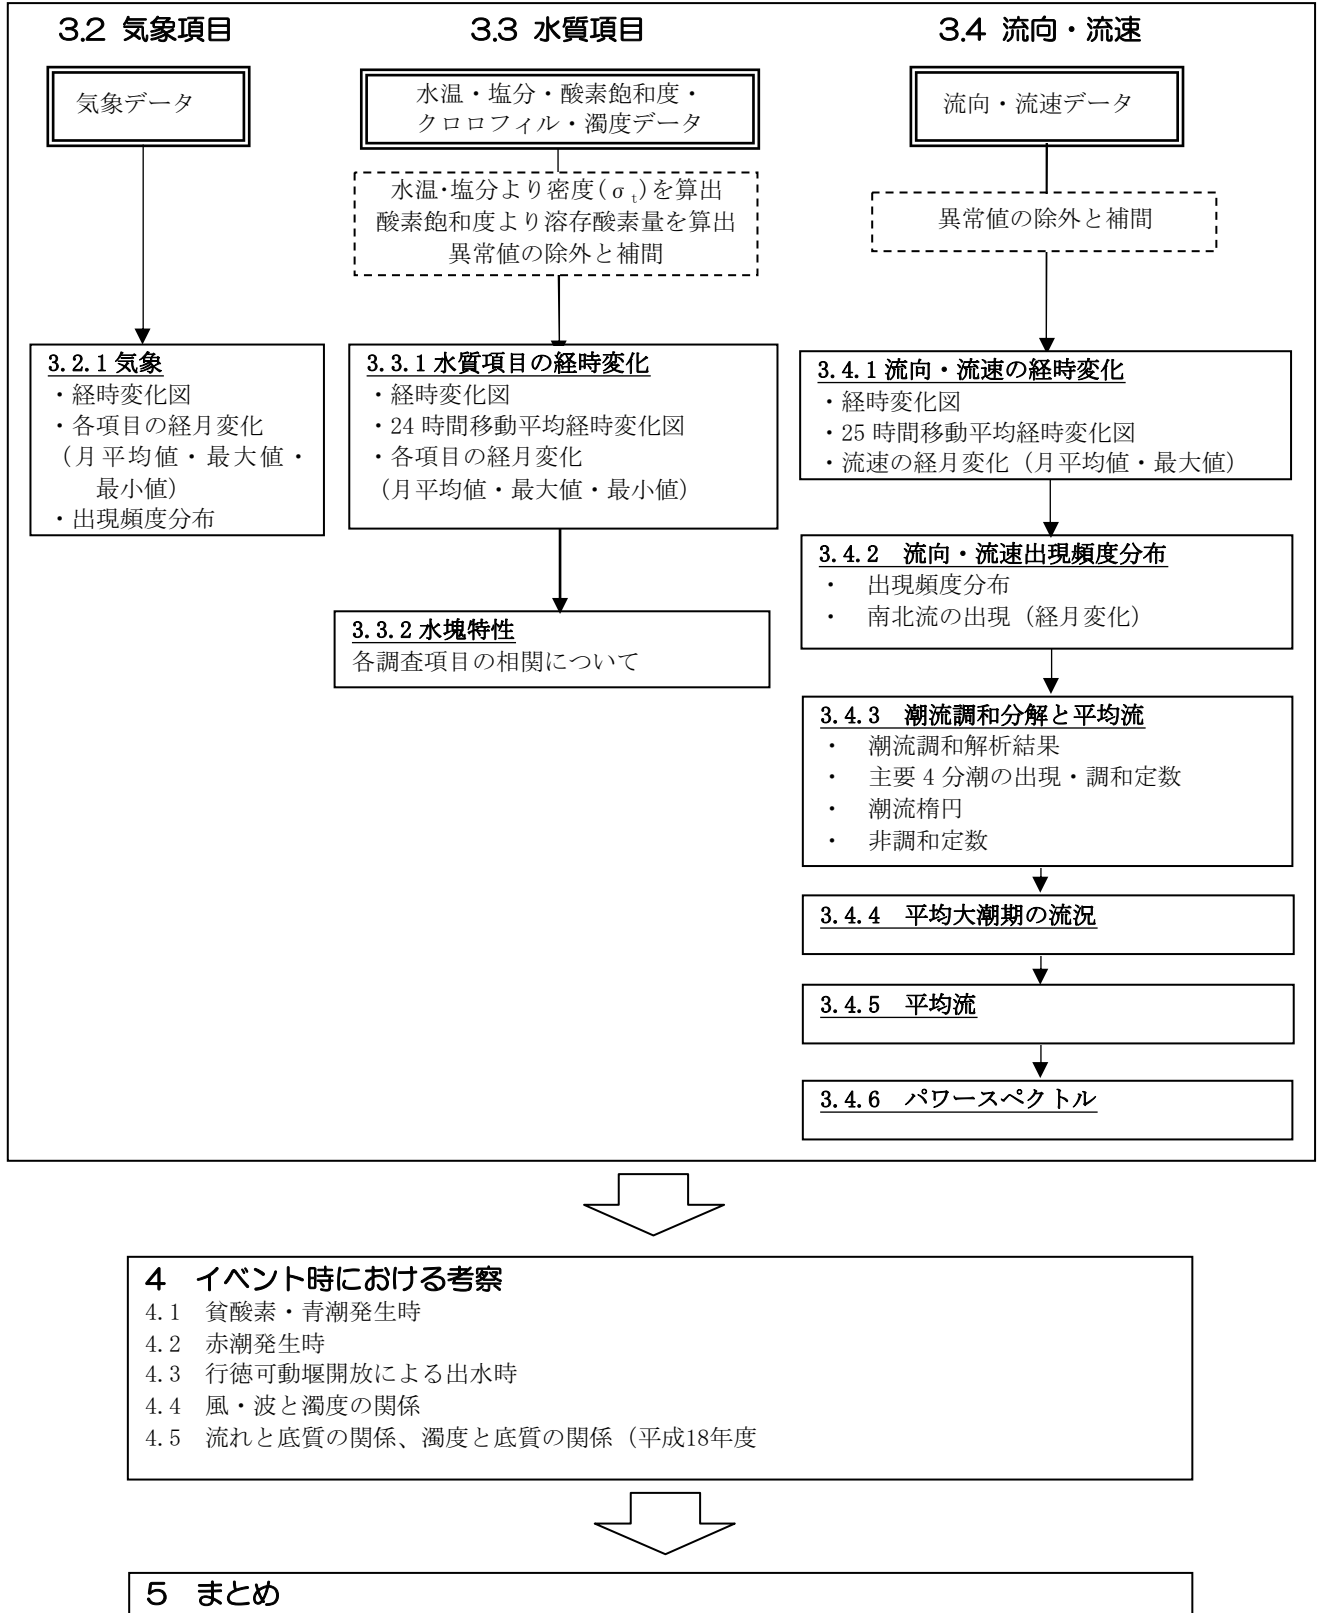 3.2 気象項目
気象データ
3.2.1 気象
・経時変化図
・各項目の経月変化
（月平均値・最大値・
最小値）
・出現頻度分布
3.3 水質項目
水温・塩分・酸素飽和度・
クロロフィル・濁度データ
水温・塩分より密度(σt)を算出
酸素飽和度より溶存酸素量を算出
異常値の除外と補間
3.3.1 水質項目の経時変化
・経時変化図
・24 時間移動平均経時変化図
・各項目の経月変化
（月平均値・最大値・最小値）
3.3.2 水塊特性
各調査項目の相関について
3.4 流向・流速
流向・流速データ
異常値の除外と補間
3.4.1 流向・流速の経時変化
・経時変化図
・25 時間移動平均経時変化図
・流速の経月変化（月平均値・最大値）
3.4.2 流向・流速出現頻度分布
・ 出現頻度分布
・ 南北流の出現（経月変化）
3.4.3 潮流調和分解と平均流
・ 潮流調和解析結果
・ 主要 4 分潮の出現・調和定数
・ 潮流楕円
・ 非調和定数
3.4.4 平均大潮期の流況
3.4.5 平均流
3.4.6 パワースペクトル
4 イベント時における考察
4.1 貧酸素・青潮発生時
4.2 赤潮発生時
4.3 行徳可動堰開放による出水時
4.4 風・波と濁度の関係
4.5 流れと底質の関係、濁度と底質の関係（平成18年度
5 まとめ